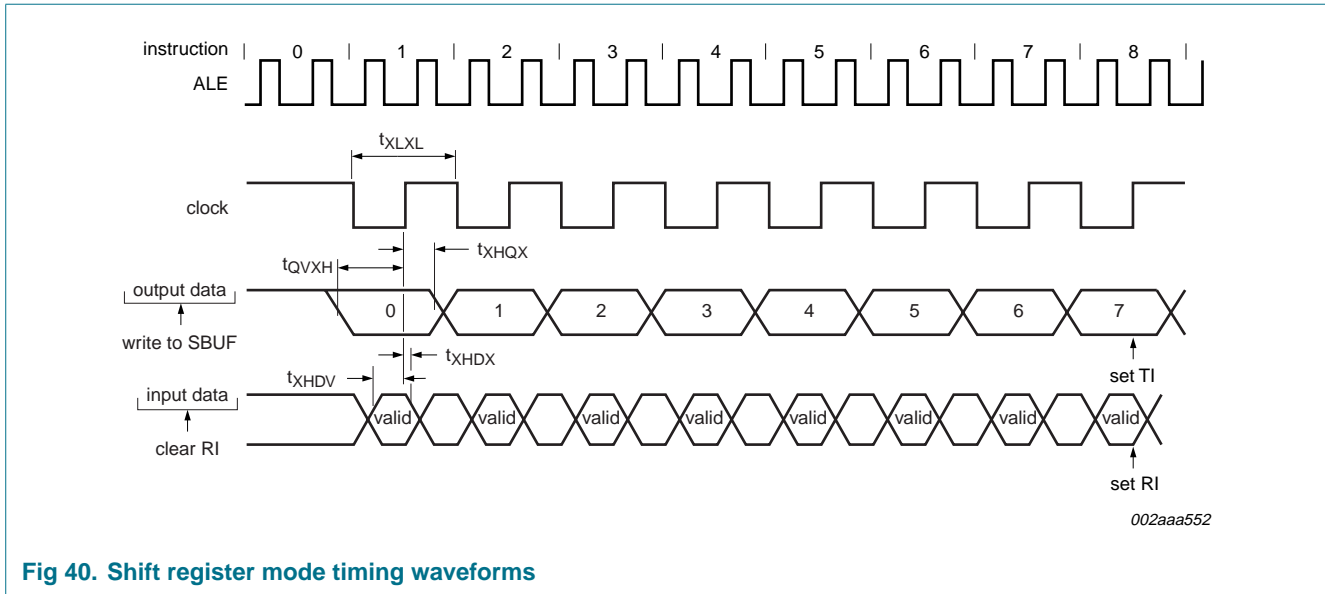 instruction 0 1 2 3 4 5 6 7 8
ALE
tXLXL
clock
tXHQX
tQVXH
output data 0 1 2 3 4 5 6 7
write to SBUF
tXHDX
set TI
tXHDV
input data valid valid valid valid valid valid valid valid
clear RI
set RI
002aaa552
Fig 40. Shift register mode timing waveforms